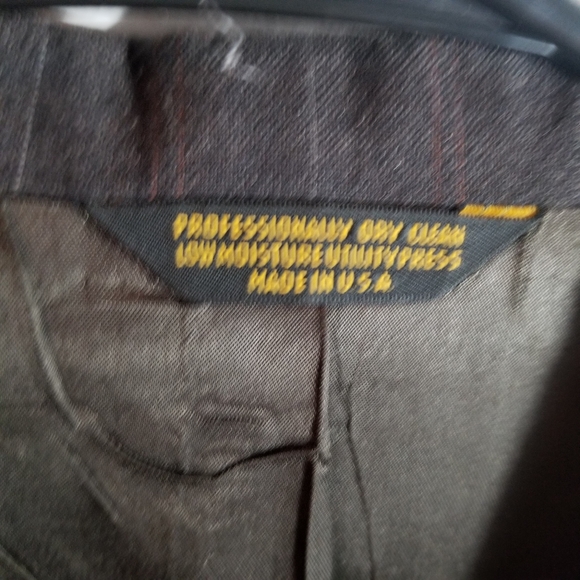 PROFESSIONALLY DRY CLEAN
LOW MOISTURE UTILITY PRESS
MADE IN U S A